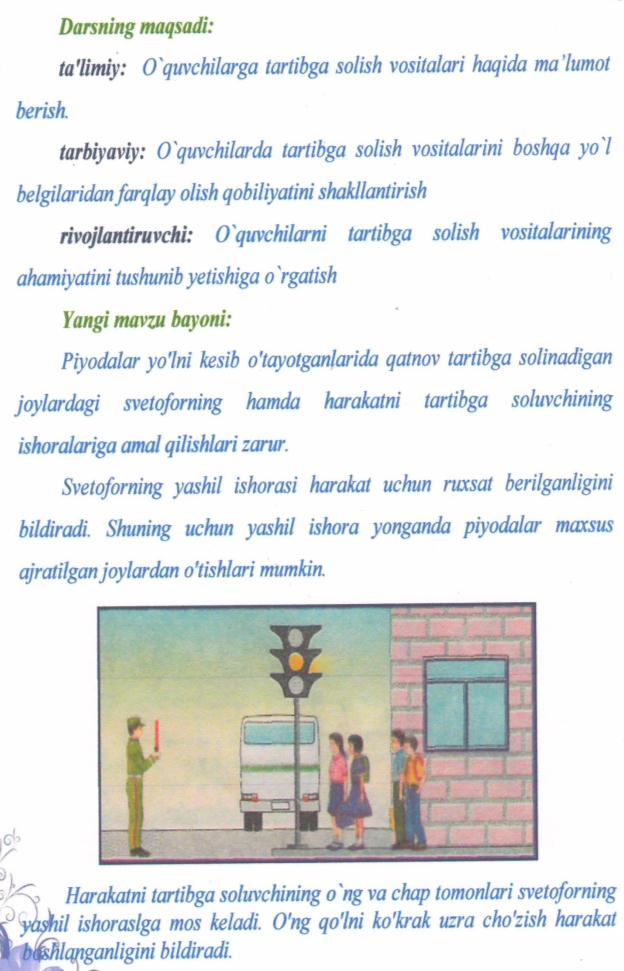 Darsning maqsadi:
ta'limiy: O`quvchilarga tartibga solish vositalari haqida ma’lumot
berish.
tarbiyaviy: O`quvchilarda tartibga solish vositalarini boshqa yo`l
belgilaridan farqlay olish qobiliyatini shakllantirish
rivojlantiruvchi: O`quvchilarni tartibga solish vositalarining
ahamiyatini tushunib yetishiga o`rgatish
Yangi mavzu bayoni:
Piyodalar yo'lni kesib o'tayotganlarida qatnov tartibga solinadigan
joylardagi svetoforning hamda harakatni tartibga soluvchining
ishoralariga amal qilishlari zarur.
Svetoforning yashil ishorasi harakat uchun ruxsat berilganligini
bildiradi. Shuning uchun yashil ishora yonganda piyodalar maxsus
ajratilgan joylardan o'tishlari mumkin.
Harakatni tartibga soluvchining o`ng va chap tomonlari svetoforning
yashil ishoraslga mos keladi. O'ng qo'lni ko'krak uzra cho'zish harakat
boshlanganligini bildiradi.